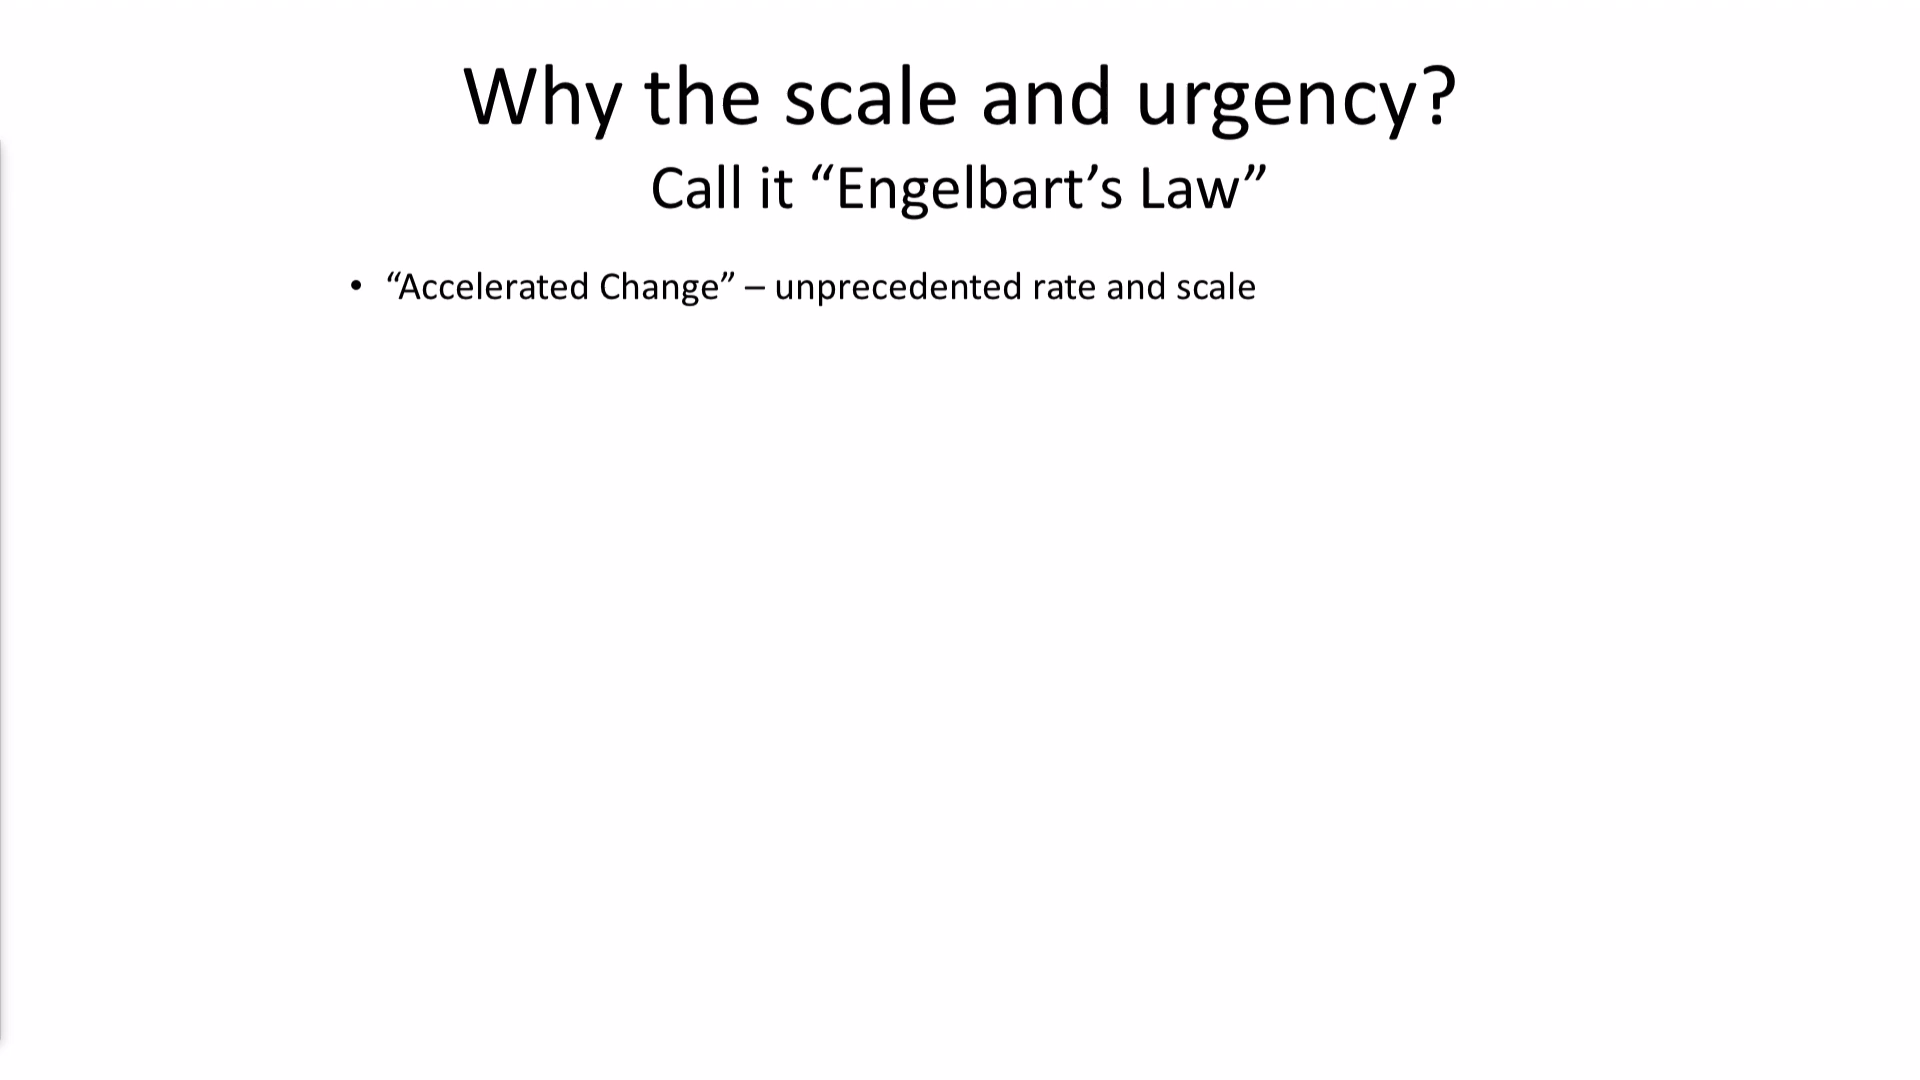 Why the scale and urgency?
Call it “Engelbart’s Law”
• “Accelerated Change” – unprecedented rate and scale